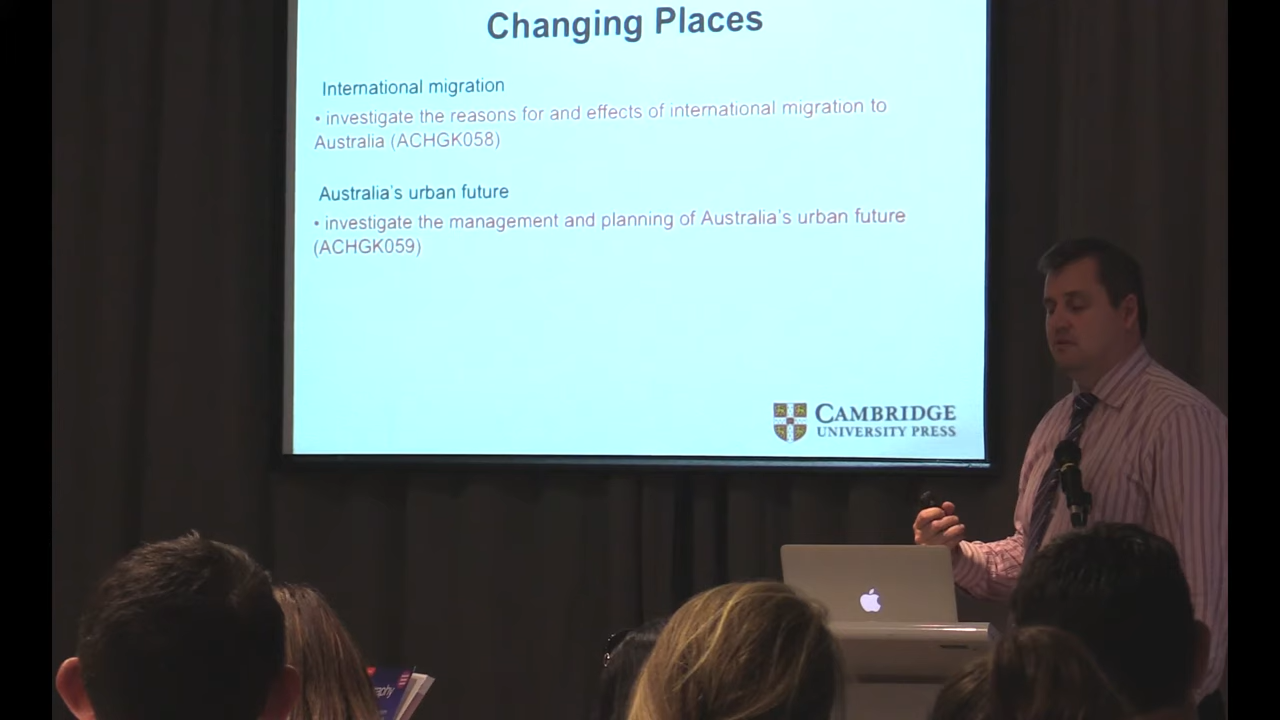 Changing Places
International migration
• investigate the reasons for and effects of international migration to
Australia (ACHGK058)
Australia's urban future
• investigate the management and planning of Australia's urban future
(ACHGK059)
CAMBRIDGE
UNIVERSITY PRESS